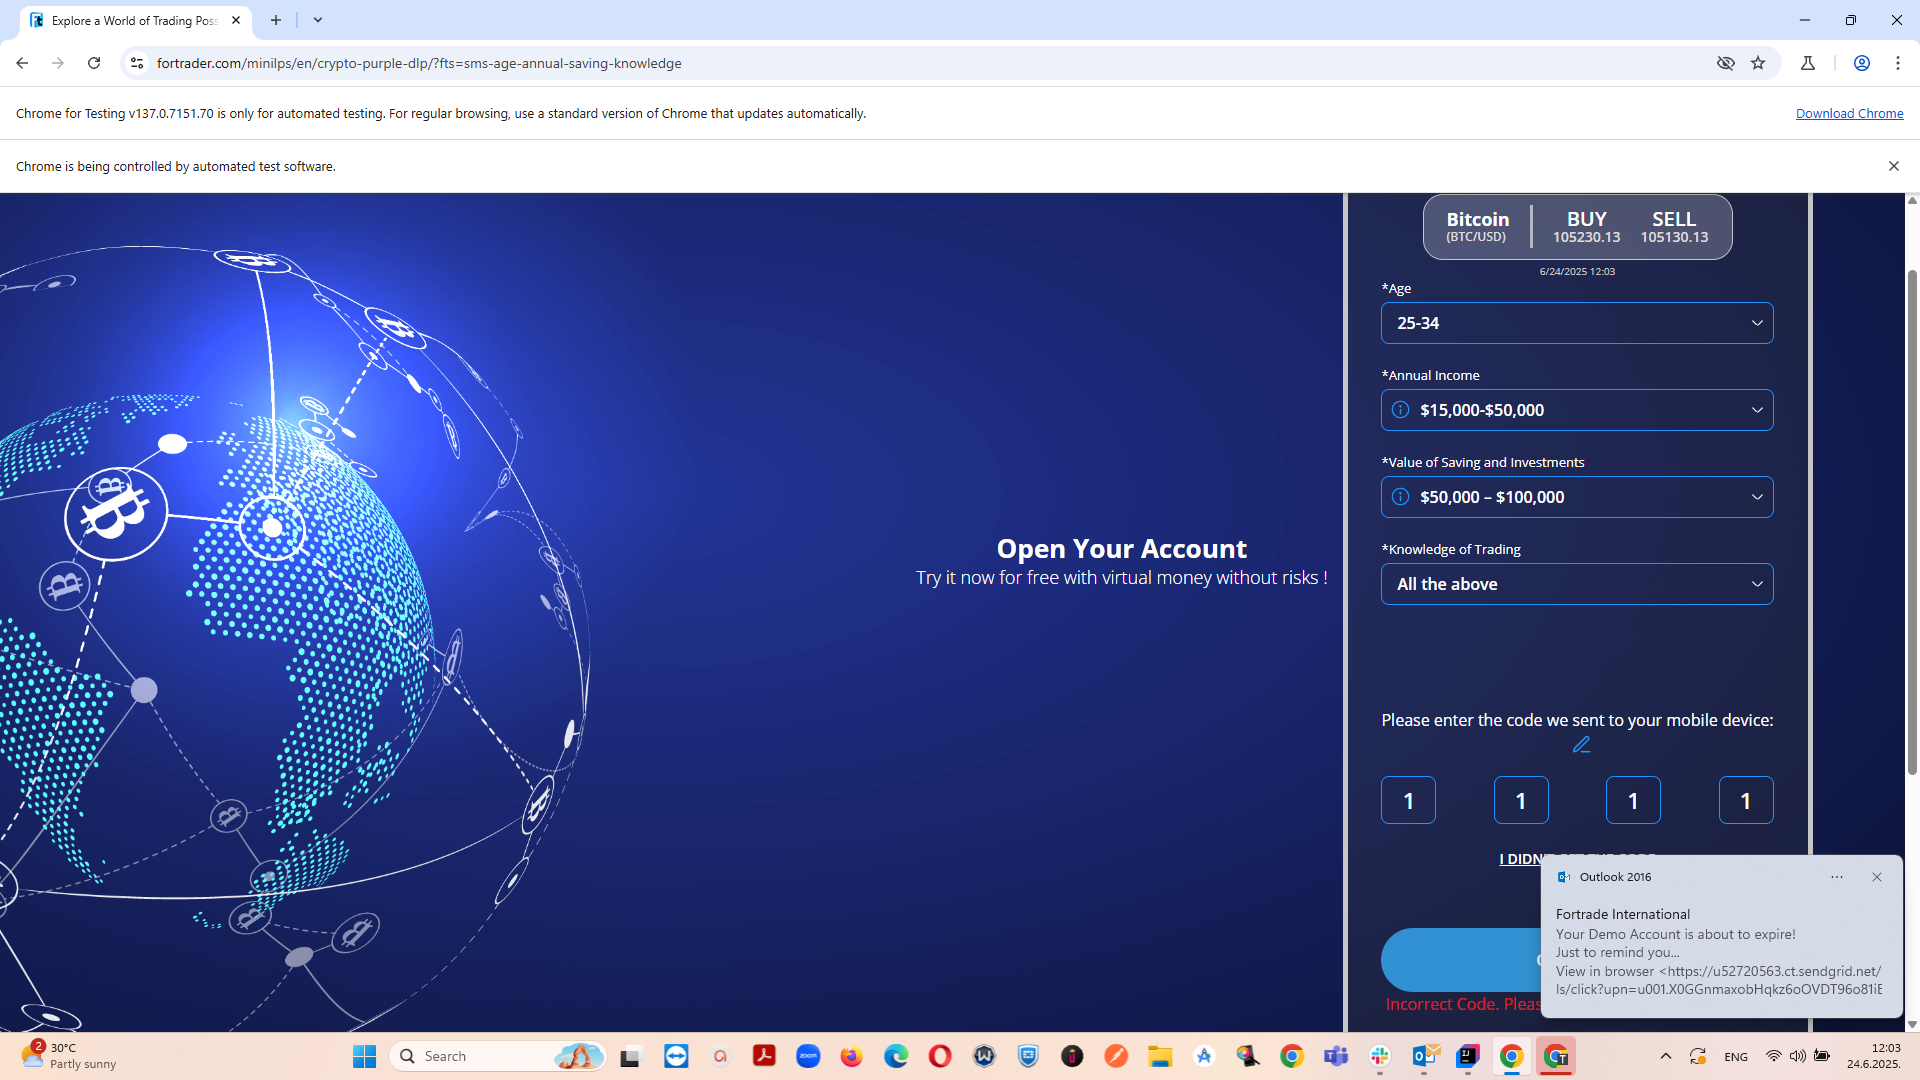 Explore a World of Trading Poss
fortrader.com/minilps/en/crypto-purple-dlp/?fts=sms-age-annual-saving-knowledge
Chrome for Testing v137.0.7151.70 is only for automated testing. For regular browsing, use a standard version of Chrome that updates automatically.
Download Chrome
Chrome is being controlled by automated test software.
Bitcoin
(BTC/USD)
BUY
105230.13
SELL
105130.13
6/24/2025 12:03
*Age
25-34
*Annual Income
$15,000-$50,000
*Value of Saving and Investments
$50,000 – $100,000
Open Your Account
Try it now for free with virtual money without risks !
*Knowledge of Trading
All the above
Please enter the code we sent to your mobile device:
1 1 1 1
I DIDN'
Incorrect Code. Pleas
Outlook 2016
Fortrade International
Your Demo Account is about to expire!
Just to remind you...
View in browser <https://u52720563.ct.sendgrid.net/
ls/click?upn=u001.X0GGnmaxobHqkz6oOVDT96o81iE
2
30°C
Partly sunny
Search
zoom
ENG
12:03
24.6.2025.